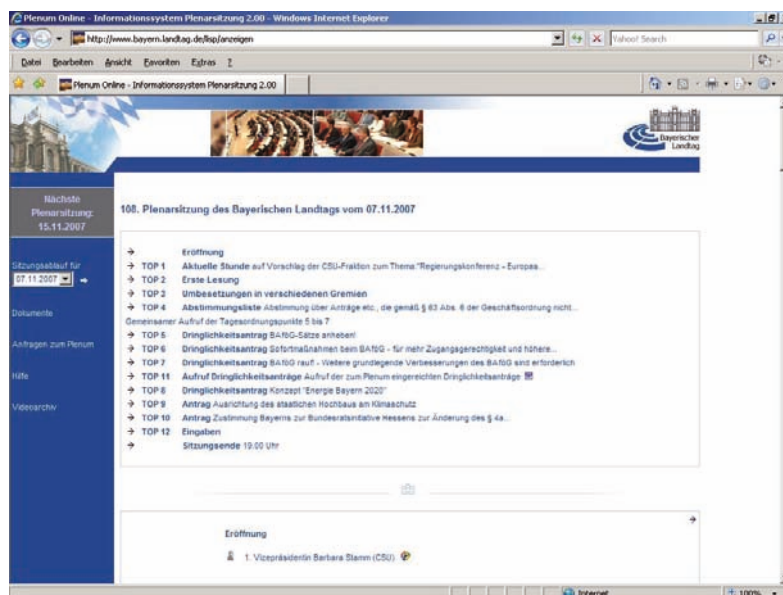 Plenum Online - Informationssystem Plenarsitzung 2.00 - Windows Internet Explorer
http://www.bayern.landtag.de/lisp/anzeigen
Yahoo! Search
Datei Bearbeiten Ansicht Favoriten Extras ?
Plenum Online - Informationssystem Plenarsitzung 2.00
Bayerischer
Landtag
Nächste
Plenarsitzung:
15.11.2007
Sitzungsablauf für
07.11.2007
Dokumente
Anfragen zum Plenum
Hilfe
Videoarchiv
108. Plenarsitzung des Bayerischen Landtags vom 07.11.2007
→ Eröffnung
→ TOP 1 Aktuelle Stunde auf Vorschlag der CSU-Fraktion zum Thema:"Regierungskonferenz - Europas...
→ TOP 2 Erste Lesung
→ TOP 3 Umbesetzungen in verschiedenen Gremien
→ TOP 4 Abstimmungsliste Abstimmung über Anträge etc., die gemäß § 63 Abs. 6 der Geschäftsordnung nicht...
Gemeinsamer Aufruf der Tagesordnungspunkte 5 bis 7
→ TOP 5 Dringlichkeitsantrag BAföG-Sätze anheben!
→ TOP 6 Dringlichkeitsantrag Sofortmaßnahmen beim BAföG - für mehr Zugangsgerechtigkeit und höhere...
→ TOP 7 Dringlichkeitsantrag BAföG rauf! - Weitere grundlegende Verbesserungen des BAföG sind erforderlich
→ TOP 11 Aufruf Dringlichkeitsanträge Aufruf der zum Plenum eingereichten Dringlichkeitsanträge
→ TOP 8 Dringlichkeitsantrag Konzept "Energie Bayern 2020"
→ TOP 9 Antrag Ausrichtung des staatlichen Hochbaus am Klimaschutz
→ TOP 10 Antrag Zustimmung Bayerns zur Bundesratsinitiative Hessens zur Änderung des § 4a...
→ TOP 12 Eingaben
→ Sitzungsende 19:00 Uhr
Eröffnung
1. Vizepräsidentin Barbara Stamm (CSU)
Internet
100%